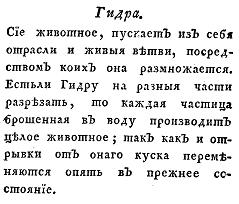 Гидра.
Сїе животное, пускаетъ изъ себя
отрасли и живыя вѣтви, посред-
ствомъ коихъ она размножается.
Естьли Гидру на разныя части
разрѣзать, то каждая частица
брошенная въ воду производитъ
цѣлое животное; такъ какъ и от-
рывки отъ онаго куска перемѣ-
няются опять въ прежнее со-
стоянїе.